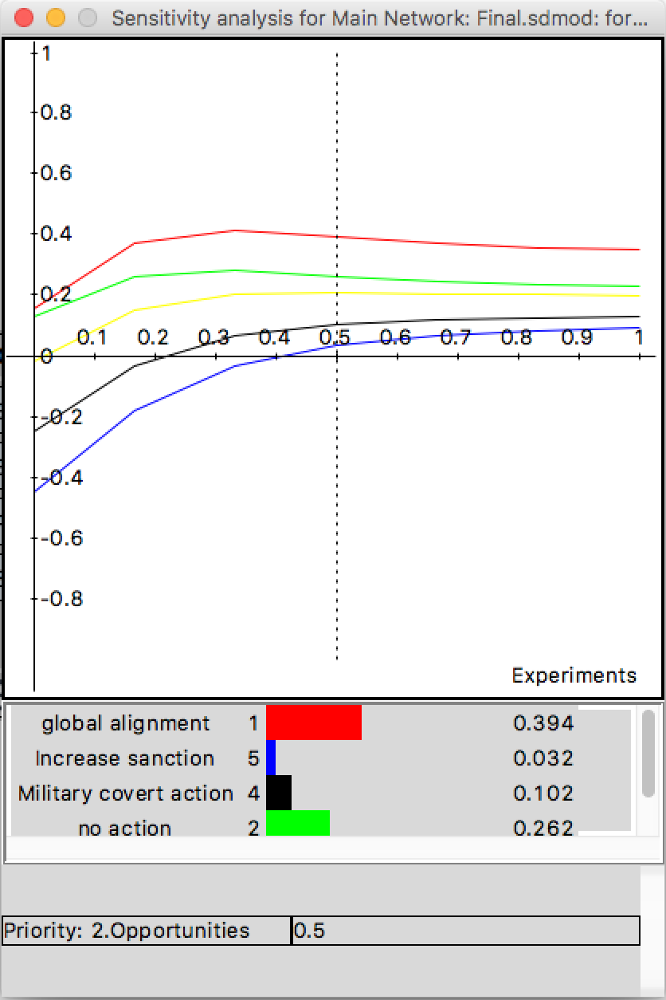 Sensitivity analysis for Main Network: Final.sdmod: for...
1
0.8
0.6
0.4
0.2
0.1 0.2 0.3 0.4 0.5 0.6 0.7 0.8 0.9 1
0
-0.2
-0.4
-0.6
-0.8
Experiments
global alignment 1 0.394
Increase sanction 5 0.032
Military covert action 4 0.102
no action 2 0.262
Priority: 2.Opportunities 0.5